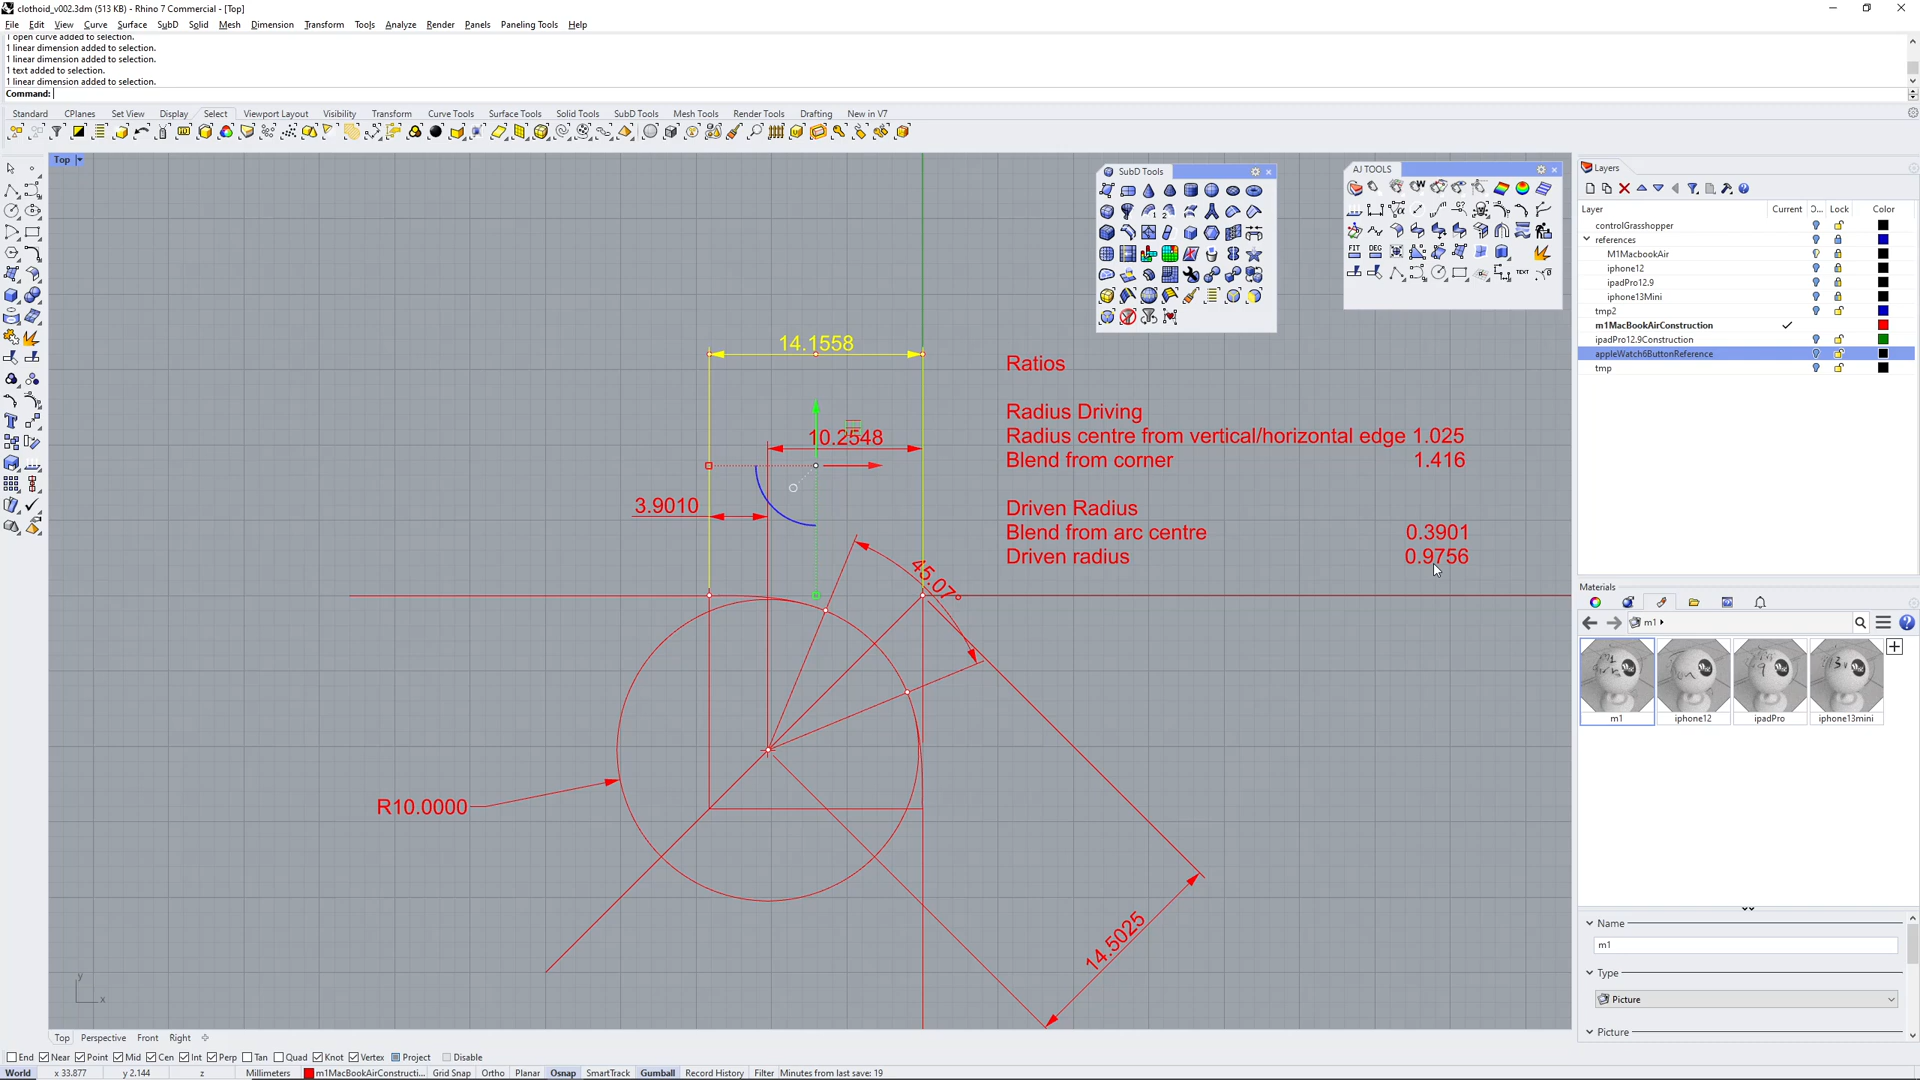 clothoid_v002.3dm (513 KB) - Rhino 7 Commercial - [Top]
File Edit View Curve Surface SubD Solid Mesh Dimension Transform Tools Analyze Render Panels Paneling Tools Help
1 open curve added to selection.
1 linear dimension added to selection.
1 linear dimension added to selection.
1 text added to selection.
1 linear dimension added to selection.
Command:
Standard CPlanes Set View Display Select Viewport Layout Visibility Transform Curve Tools Surface Tools Solid Tools SubD Tools Mesh Tools Render Tools Drafting New in V7
Top
SubD Tools
AJ TOOLS
FIT DEG
TEXT
Layers
Layer Current O... Lock Color
controlGrasshopper
references
M1MacbookAir
iphone12
ipadPro12.9
iphone13Mini
tmp2
m1MacBookAirConstruction
ipadPro12.9Construction
appleWatch6ButtonReference
tmp
14.1558
10.2548
3.9010
45.07°
R10.0000
14.5025
Ratios
Radius Driving
Radius centre from vertical/horizontal edge 1.025
Blend from corner 1.416
Driven Radius
Blend from arc centre 0.3901
Driven radius 0.9756
Materials
m1
m1 iphone12 ipadPro iphone13mini
Name
m1
Type
Picture
Picture
y
x
Top Perspective Front Right
End Near Point Mid Cen Int Perp Tan Quad Knot Vertex Project Disable
World x 33.877 y 2.144 z Millimeters m1MacBookAirConstructi... Grid Snap Ortho Planar Osnap SmartTrack Gumball Record History Filter Minutes from last save: 19